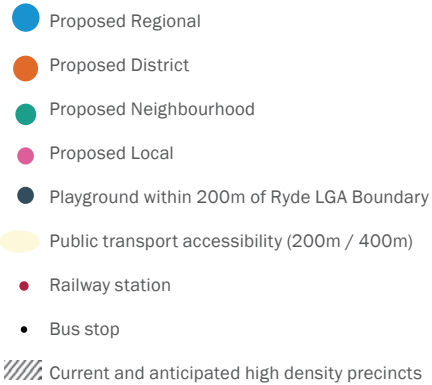 Proposed Regional
Proposed District
Proposed Neighbourhood
Proposed Local
Playground within 200m of Ryde LGA Boundary
Public transport accessibility (200m / 400m)
Railway station
Bus stop
Current and anticipated high density precincts